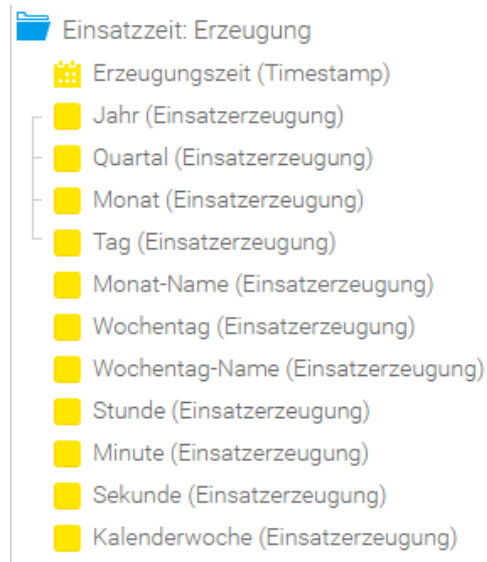 Einsatzzeit: Erzeugung
Erzeugungszeit (Timestamp)
Jahr (Einsatzerzeugung)
Quartal (Einsatzerzeugung)
Monat (Einsatzerzeugung)
Tag (Einsatzerzeugung)
Monat-Name (Einsatzerzeugung)
Wochentag (Einsatzerzeugung)
Wochentag-Name (Einsatzerzeugung)
Stunde (Einsatzerzeugung)
Minute (Einsatzerzeugung)
Sekunde (Einsatzerzeugung)
Kalenderwoche (Einsatzerzeugung)